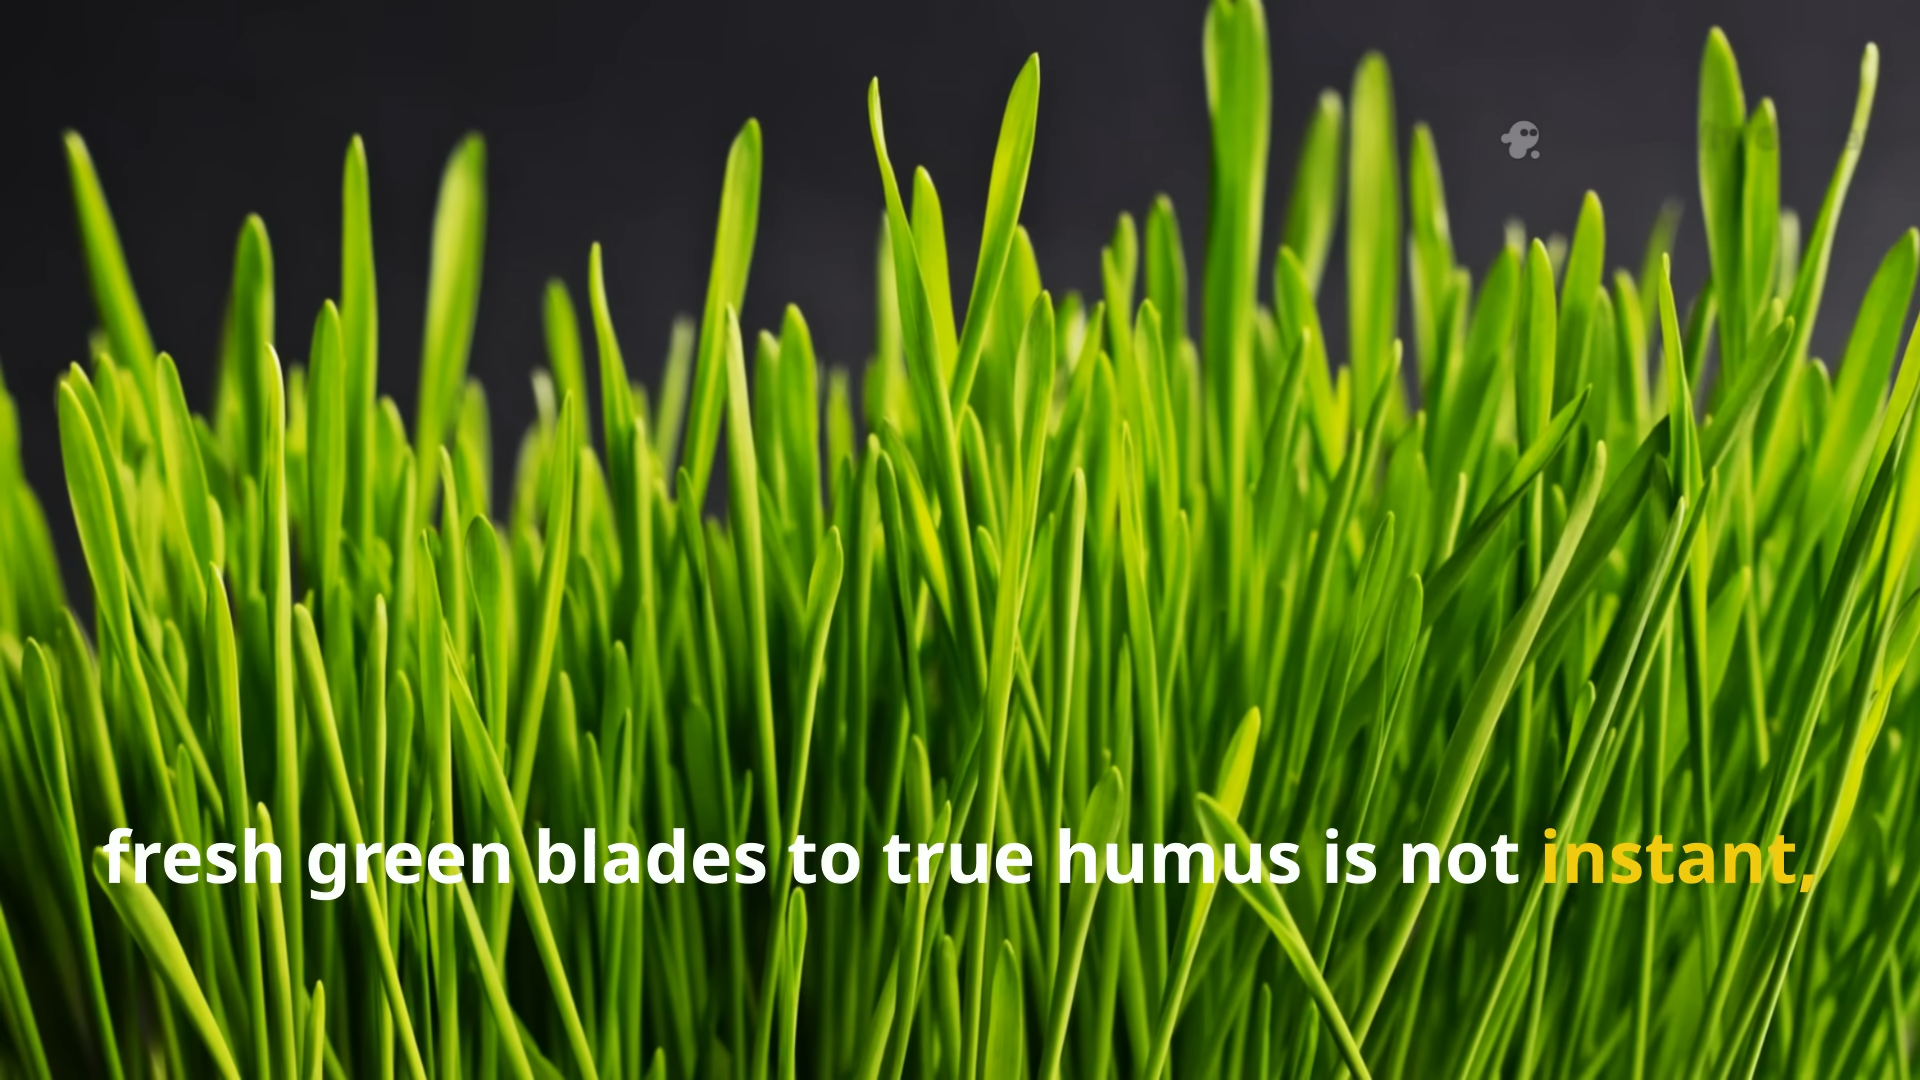 fresh green blades to true humus is not instant,